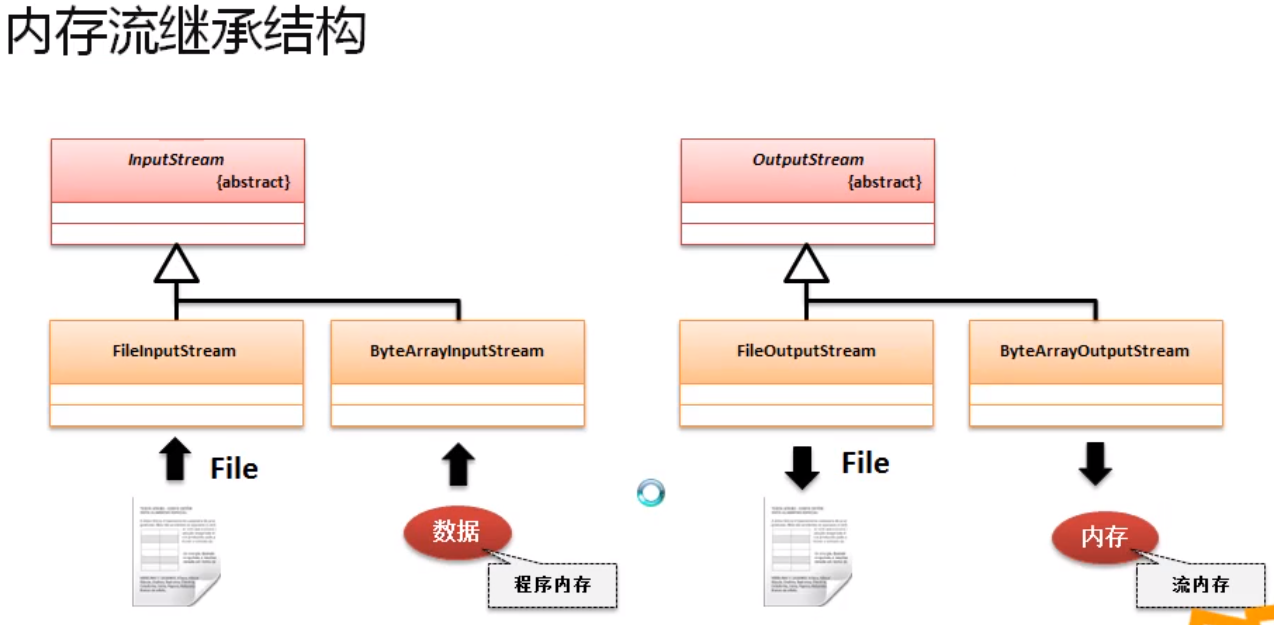 内存流继承结构
InputStream
{abstract}
OutputStream
{abstract}
FileInputStream
ByteArrayInputStream
FileOutputStream
ByteArrayOutputStream
File
数据
程序内存
File
内存
流内存